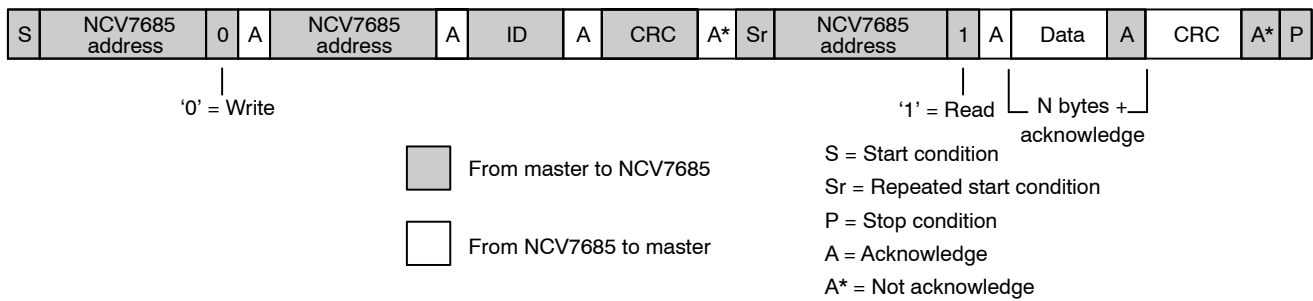 S NCV7685 address 0 A NCV7685 address A ID A CRC A* Sr NCV7685 address 1 A Data A CRC A* P
‘0’ = Write
‘1’ = Read
N bytes + acknowledge
From master to NCV7685
From NCV7685 to master
S = Start condition
Sr = Repeated start condition
P = Stop condition
A = Acknowledge
A* = Not acknowledge